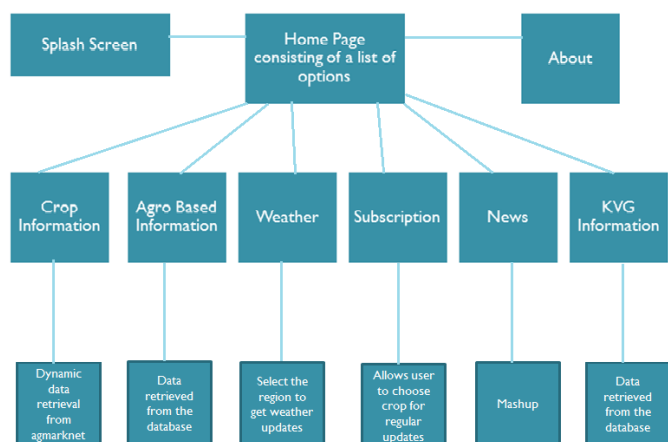 Splash Screen
Home Page
consisting of a list of
options
About
Crop
Information
Agro Based
Information
Weather
Subscription
News
KVG
Information
Dynamic
data
retrieval
from
agmarknet
Data
retrieved
from the
database
Select the
region to
get weather
updates
Allows user
to choose
crop for
regular
updates
Mashup
Data
retrieved
from the
database